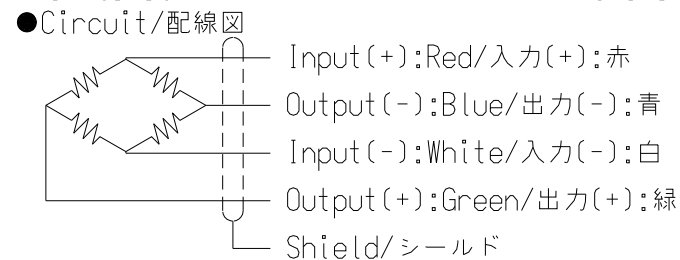 ●Circuit/配線図
Input(+):Red/入力(+):赤
Output(-):Blue/出力(-):青
Input(-):White/入力(-):白
Output(+):Green/出力(+):緑
Shield/シールド